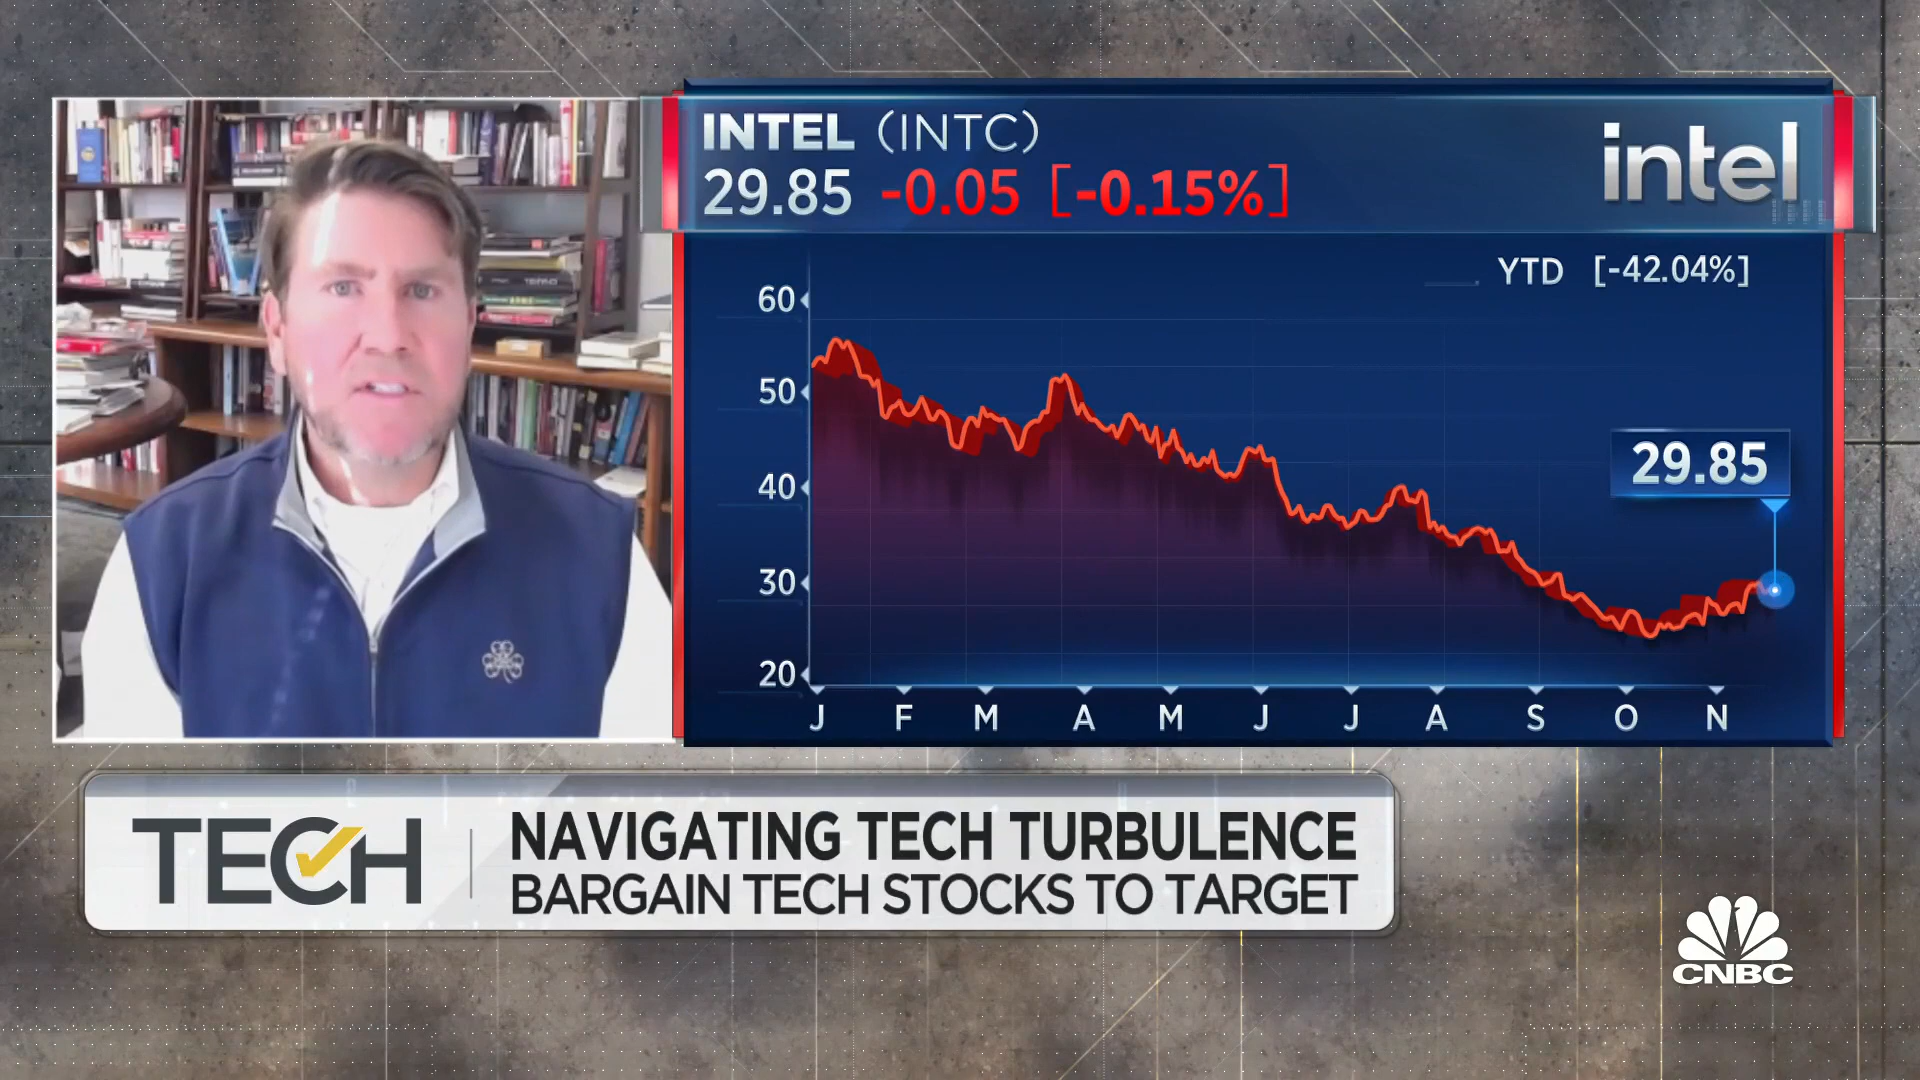 INTEL (INTC)
29.85 -0.05 [-0.15%]
intel
YTD [-42.04%]
60
50
40
30
20
29.85
J F M A M J J A S O N
TECH
NAVIGATING TECH TURBULENCE
BARGAIN TECH STOCKS TO TARGET
CNBC